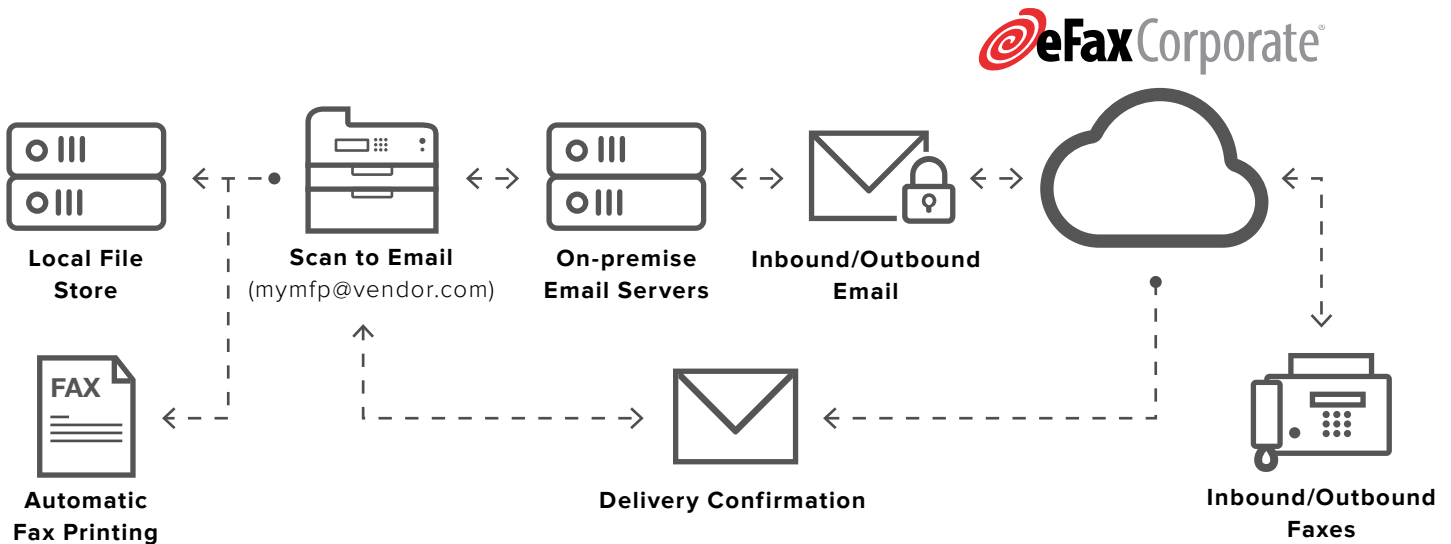 eFax Corporate®
Local File
Store
Scan to Email
(mymfp@vendor.com)
On-premise
Email Servers
Inbound/Outbound
Email
FAX
Automatic
Fax Printing
Delivery Confirmation
Inbound/Outbound
Faxes